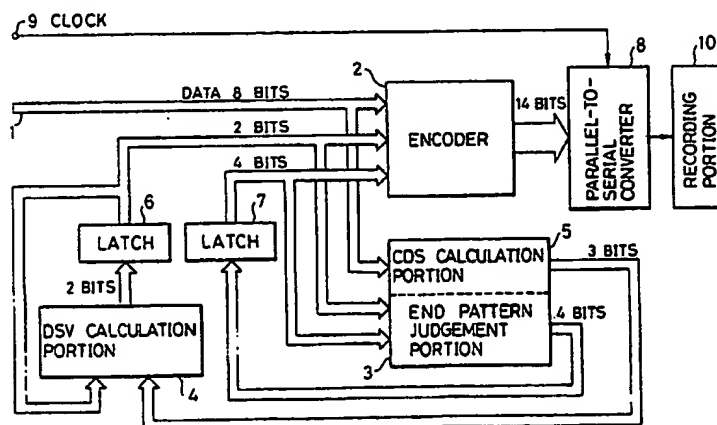 9 CLOCK
8
10
2
DATA 8 BITS
1
2 BITS
4 BITS
ENCODER
14 BITS
PARALLEL-TO-
SERIAL
CONVERTER
RECORDING
PORTION
6
LATCH
7
LATCH
5
CDS CALCULATION
PORTION
3 BITS
END PATTERN
JUDGEMENT
PORTION
4 BITS
3
2 BITS
DSV CALCULATION
PORTION
4